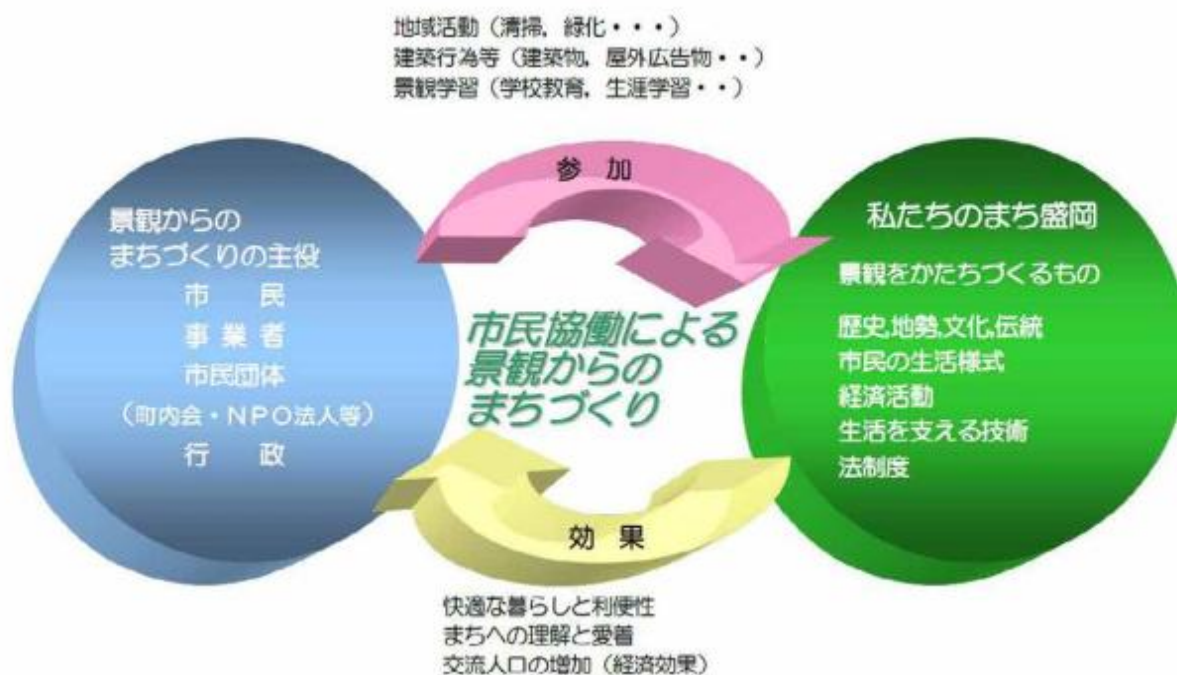 地域活動（清掃，緑化・・・）
建築行為等（建築物，屋外広告物・・）
景観学習（学校教育，生涯学習・・）
参　加
景観からの
まちづくりの主役
市　　民
事 業 者
市民団体
（町内会・ＮＰＯ法人等）
行　　政
市民協働による
景観からの
まちづくり
私たちのまち盛岡
景観をかたちづくるもの
歴史,地勢,文化,伝統
市民の生活様式
経済活動
生活を支える技術
法制度
効　果
快適な暮らしと利便性
まちへの理解と愛着
交流人口の増加（経済効果）